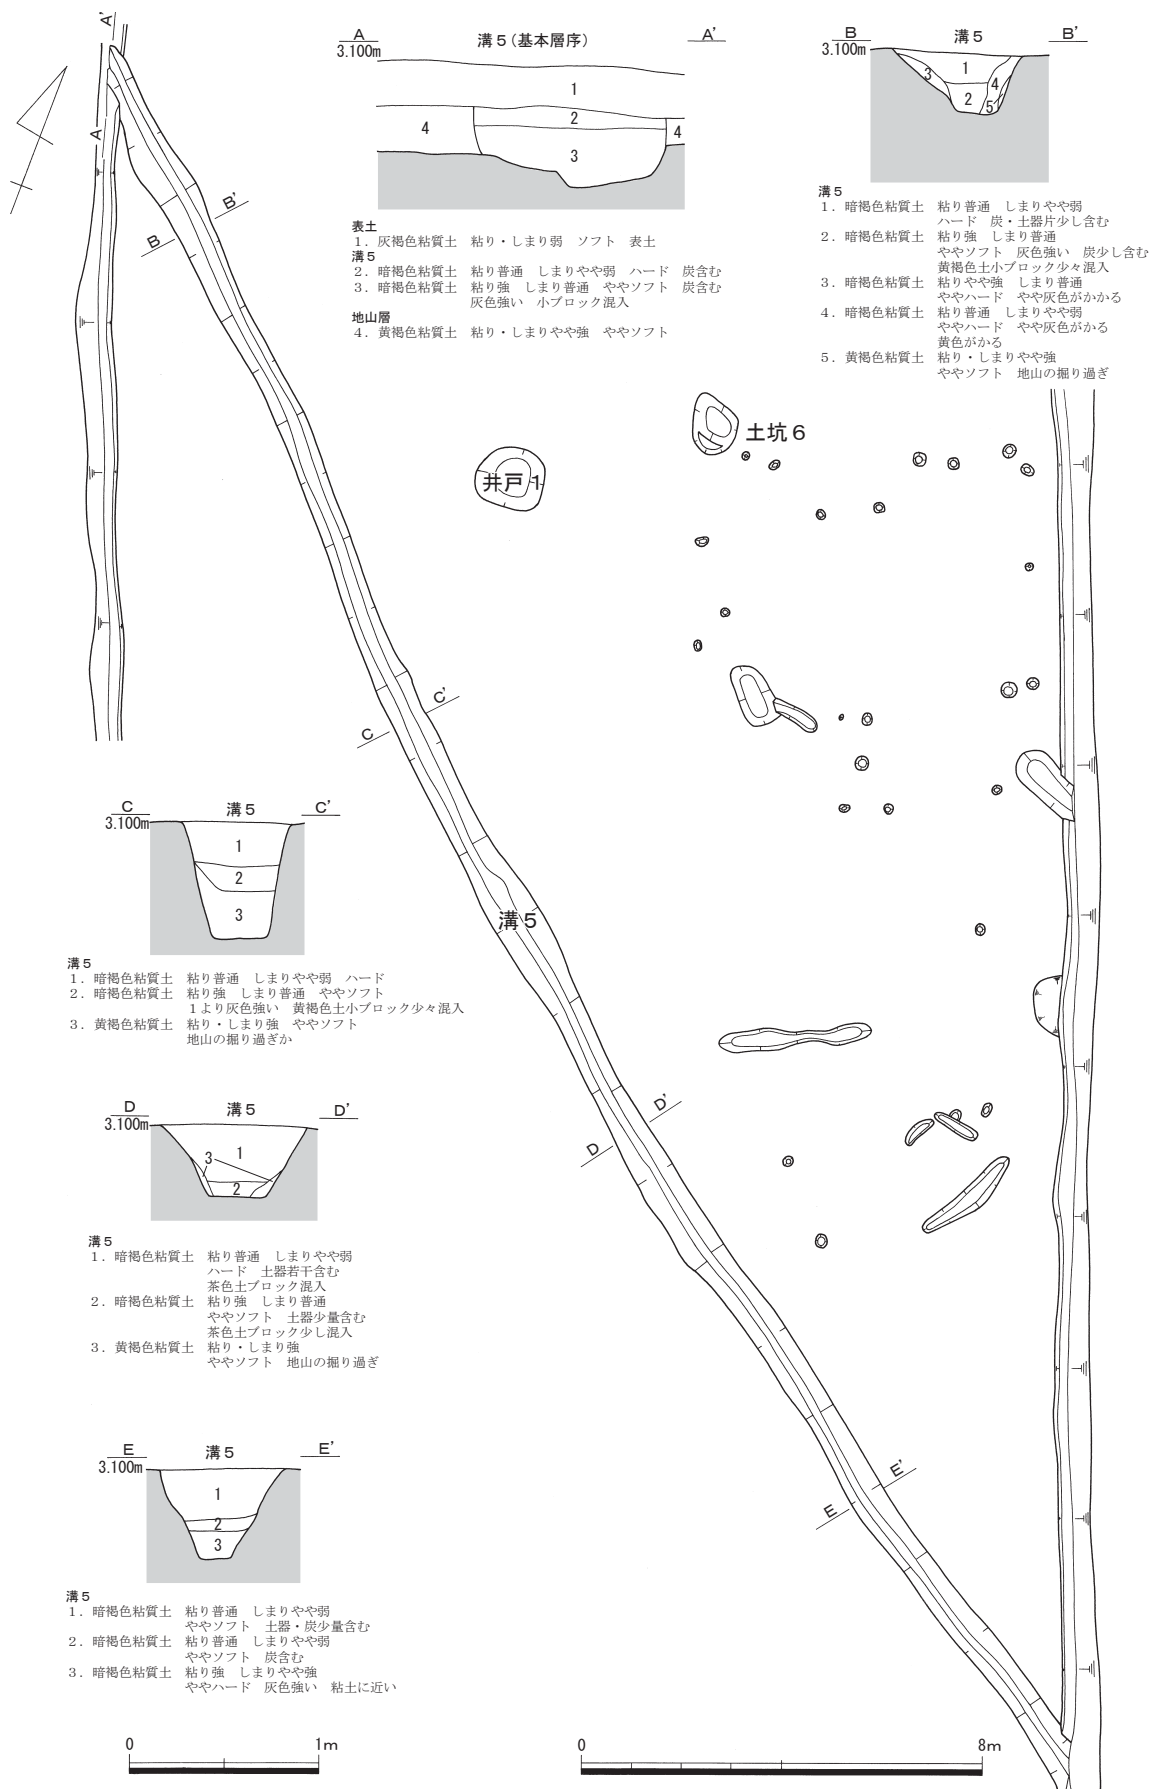 A'
A
A
3.100m
溝５(基本層序)
A'
1
2
3
4
4
表土
１．灰褐色粘質土　粘り・しまり弱　ソフト　表土
溝５
２．暗褐色粘質土　粘り普通　しまりやや弱　ハード　炭含む
３．暗褐色粘質土　粘り強　しまり普通　ややソフト　炭含む
灰色強い　小ブロック混入
地山層
４．黄褐色粘質土　粘り・しまりやや強　ややソフト
B
3.100m
溝５
B'
1
2
3
4
5
溝５
１．暗褐色粘質土　粘り普通　しまりやや弱
ハード　炭・土器片少し含む
２．暗褐色粘質土　粘り強　しまり普通
ややソフト　灰色強い　炭少し含む
黄褐色土小ブロック少々混入
３．暗褐色粘質土　粘りやや強　しまり普通
ややハード　やや灰色がかかる
４．暗褐色粘質土　粘り普通　しまりやや弱
ややハード　やや灰色がかる
黄色がかる
５．黄褐色粘質土　粘り・しまりやや強
ややソフト　地山の掘り過ぎ
B'
B
土坑６
井戸１
C'
C
溝５
D'
D
E'
E
C
3.100m
溝５
C'
1
2
3
溝５
１．暗褐色粘質土　粘り普通　しまりやや弱　ハード
２．暗褐色粘質土　粘り強　しまり普通　ややソフト
１より灰色強い　黄褐色土小ブロック少々混入
３．黄褐色粘質土　粘り・しまり強　ややソフト
地山の掘り過ぎか
D
3.100m
溝５
D'
3
1
2
溝５
１．暗褐色粘質土　粘り普通　しまりやや弱
ハード　土器若干含む
茶色土ブロック混入
２．暗褐色粘質土　粘り強　しまり普通
ややソフト　土器少量含む
茶色土ブロック少し混入
３．黄褐色粘質土　粘り・しまり強
ややソフト　地山の掘り過ぎ
E
3.100m
溝５
E'
1
2
3
溝５
１．暗褐色粘質土　粘り普通　しまりやや弱
ややソフト　土器・炭少量含む
２．暗褐色粘質土　粘り普通　しまりやや弱
ややソフト　炭含む
３．暗褐色粘質土　粘り強　しまりやや強
ややハード　灰色強い　粘土に近い
0
1m
0
8m